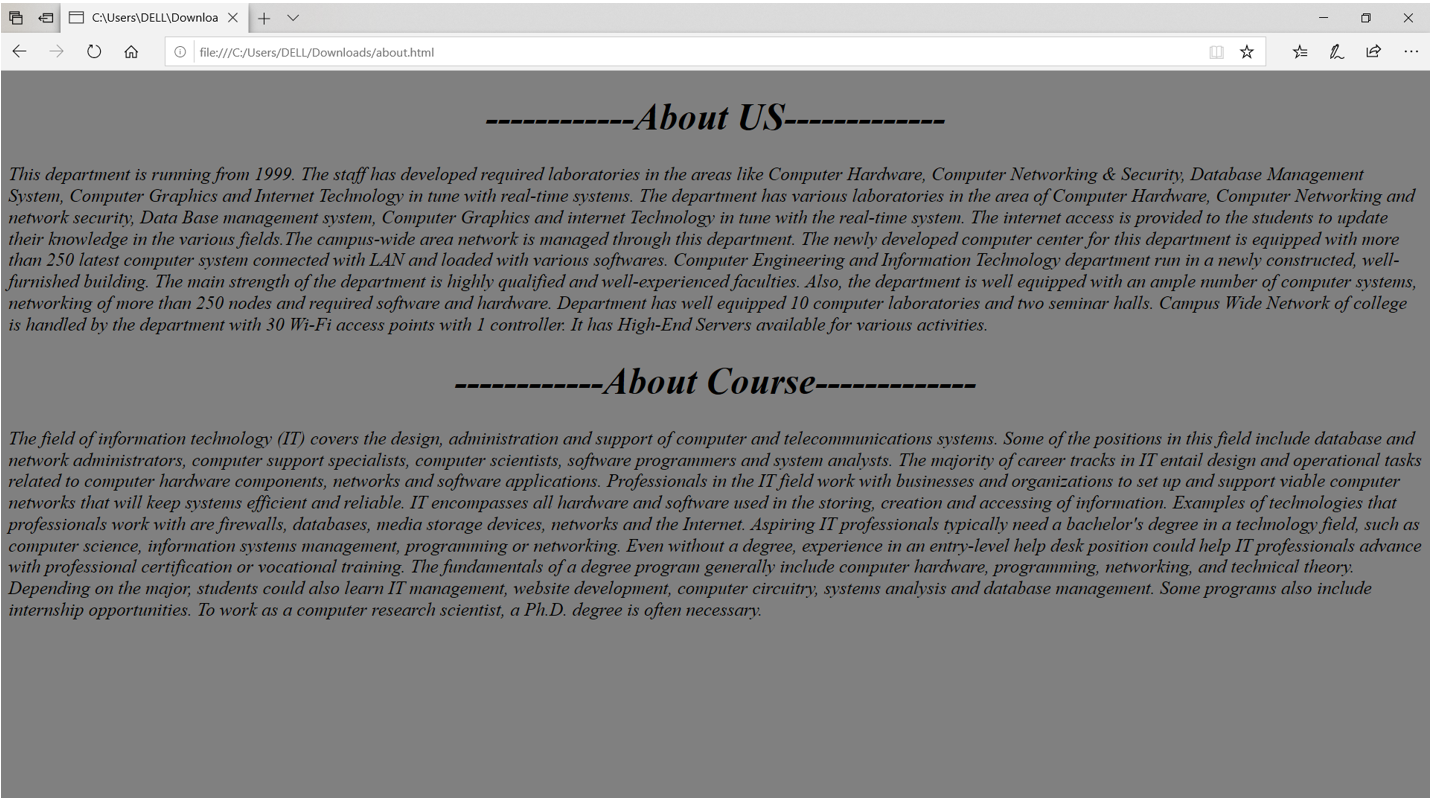 C:\Users\DELL\Downloa
file:///C:/Users/DELL/Downloads/about.html
------------About US-------------
This department is running from 1999. The staff has developed required laboratories in the areas like Computer Hardware, Computer Networking & Security, Database Management
System, Computer Graphics and Internet Technology in tune with real-time systems. The department has various laboratories in the area of Computer Hardware, Computer Networking and
network security, Data Base management system, Computer Graphics and internet Technology in tune with the real-time system. The internet access is provided to the students to update
their knowledge in the various fields.The campus-wide area network is managed through this department. The newly developed computer center for this department is equipped with more
than 250 latest computer system connected with LAN and loaded with various softwares. Computer Engineering and Information Technology department run in a newly constructed, well-
furnished building. The main strength of the department is highly qualified and well-experienced faculties. Also, the department is well equipped with an ample number of computer systems,
networking of more than 250 nodes and required software and hardware. Department has well equipped 10 computer laboratories and two seminar halls. Campus Wide Network of college
is handled by the department with 30 Wi-Fi access points with 1 controller. It has High-End Servers available for various activities.
------------About Course-------------
The field of information technology (IT) covers the design, administration and support of computer and telecommunications systems. Some of the positions in this field include database and
network administrators, computer support specialists, computer scientists, software programmers and system analysts. The majority of career tracks in IT entail design and operational tasks
related to computer hardware components, networks and software applications. Professionals in the IT field work with businesses and organizations to set up and support viable computer
networks that will keep systems efficient and reliable. IT encompasses all hardware and software used in the storing, creation and accessing of information. Examples of technologies that
professionals work with are firewalls, databases, media storage devices, networks and the Internet. Aspiring IT professionals typically need a bachelor's degree in a technology field, such as
computer science, information systems management, programming or networking. Even without a degree, experience in an entry-level help desk position could help IT professionals advance
with professional certification or vocational training. The fundamentals of a degree program generally include computer hardware, programming, networking, and technical theory.
Depending on the major, students could also learn IT management, website development, computer circuitry, systems analysis and database management. Some programs also include
internship opportunities. To work as a computer research scientist, a Ph.D. degree is often necessary.